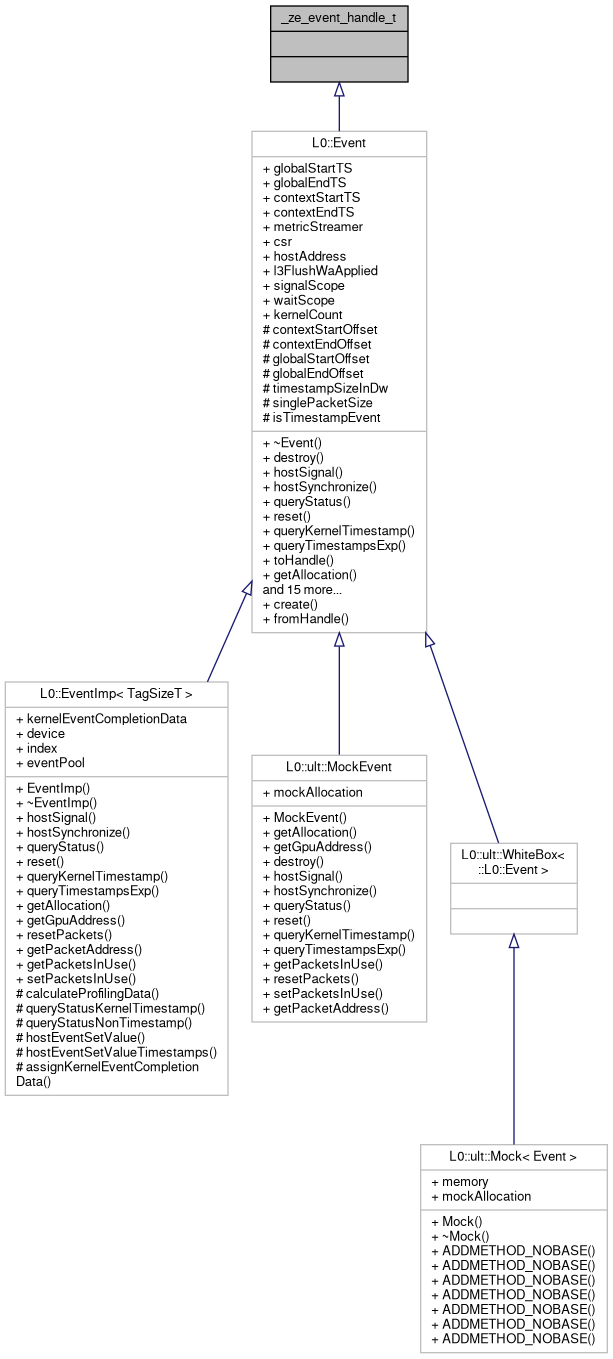 _ze_event_handle_t
L0::Event
+ globalStartTS
+ globalEndTS
+ contextStartTS
+ contextEndTS
+ metricStreamer
+ csr
+ hostAddress
+ l3FlushWaApplied
+ signalScope
+ waitScope
+ kernelCount
# contextStartOffset
# contextEndOffset
# globalStartOffset
# globalEndOffset
# timestampSizeInDw
# singlePacketSize
# isTimestampEvent
+ ~Event()
+ destroy()
+ hostSignal()
+ hostSynchronize()
+ queryStatus()
+ reset()
+ queryKernelTimestamp()
+ queryTimestampsExp()
+ toHandle()
+ getAllocation()
and 15 more...
+ create()
+ fromHandle()
L0::EventImp< TagSizeT >
+ kernelEventCompletionData
+ device
+ index
+ eventPool
+ EventImp()
+ ~EventImp()
+ hostSignal()
+ hostSynchronize()
+ queryStatus()
+ reset()
+ queryKernelTimestamp()
+ queryTimestampsExp()
+ getAllocation()
+ getGpuAddress()
+ resetPackets()
+ getPacketAddress()
+ getPacketsInUse()
+ setPacketsInUse()
# calculateProfilingData()
# queryStatusKernelTimestamp()
# queryStatusNonTimestamp()
# hostEventSetValue()
# hostEventSetValueTimestamps()
# assignKernelEventCompletion
Data()
L0::ult::MockEvent
+ mockAllocation
+ MockEvent()
+ getAllocation()
+ getGpuAddress()
+ destroy()
+ hostSignal()
+ hostSynchronize()
+ queryStatus()
+ reset()
+ queryKernelTimestamp()
+ queryTimestampsExp()
+ getPacketsInUse()
+ resetPackets()
+ setPacketsInUse()
+ getPacketAddress()
L0::ult::WhiteBox<
::L0::Event >
L0::ult::Mock< Event >
+ memory
+ mockAllocation
+ Mock()
+ ~Mock()
+ ADDMETHOD_NOBASE()
+ ADDMETHOD_NOBASE()
+ ADDMETHOD_NOBASE()
+ ADDMETHOD_NOBASE()
+ ADDMETHOD_NOBASE()
+ ADDMETHOD_NOBASE()
+ ADDMETHOD_NOBASE()